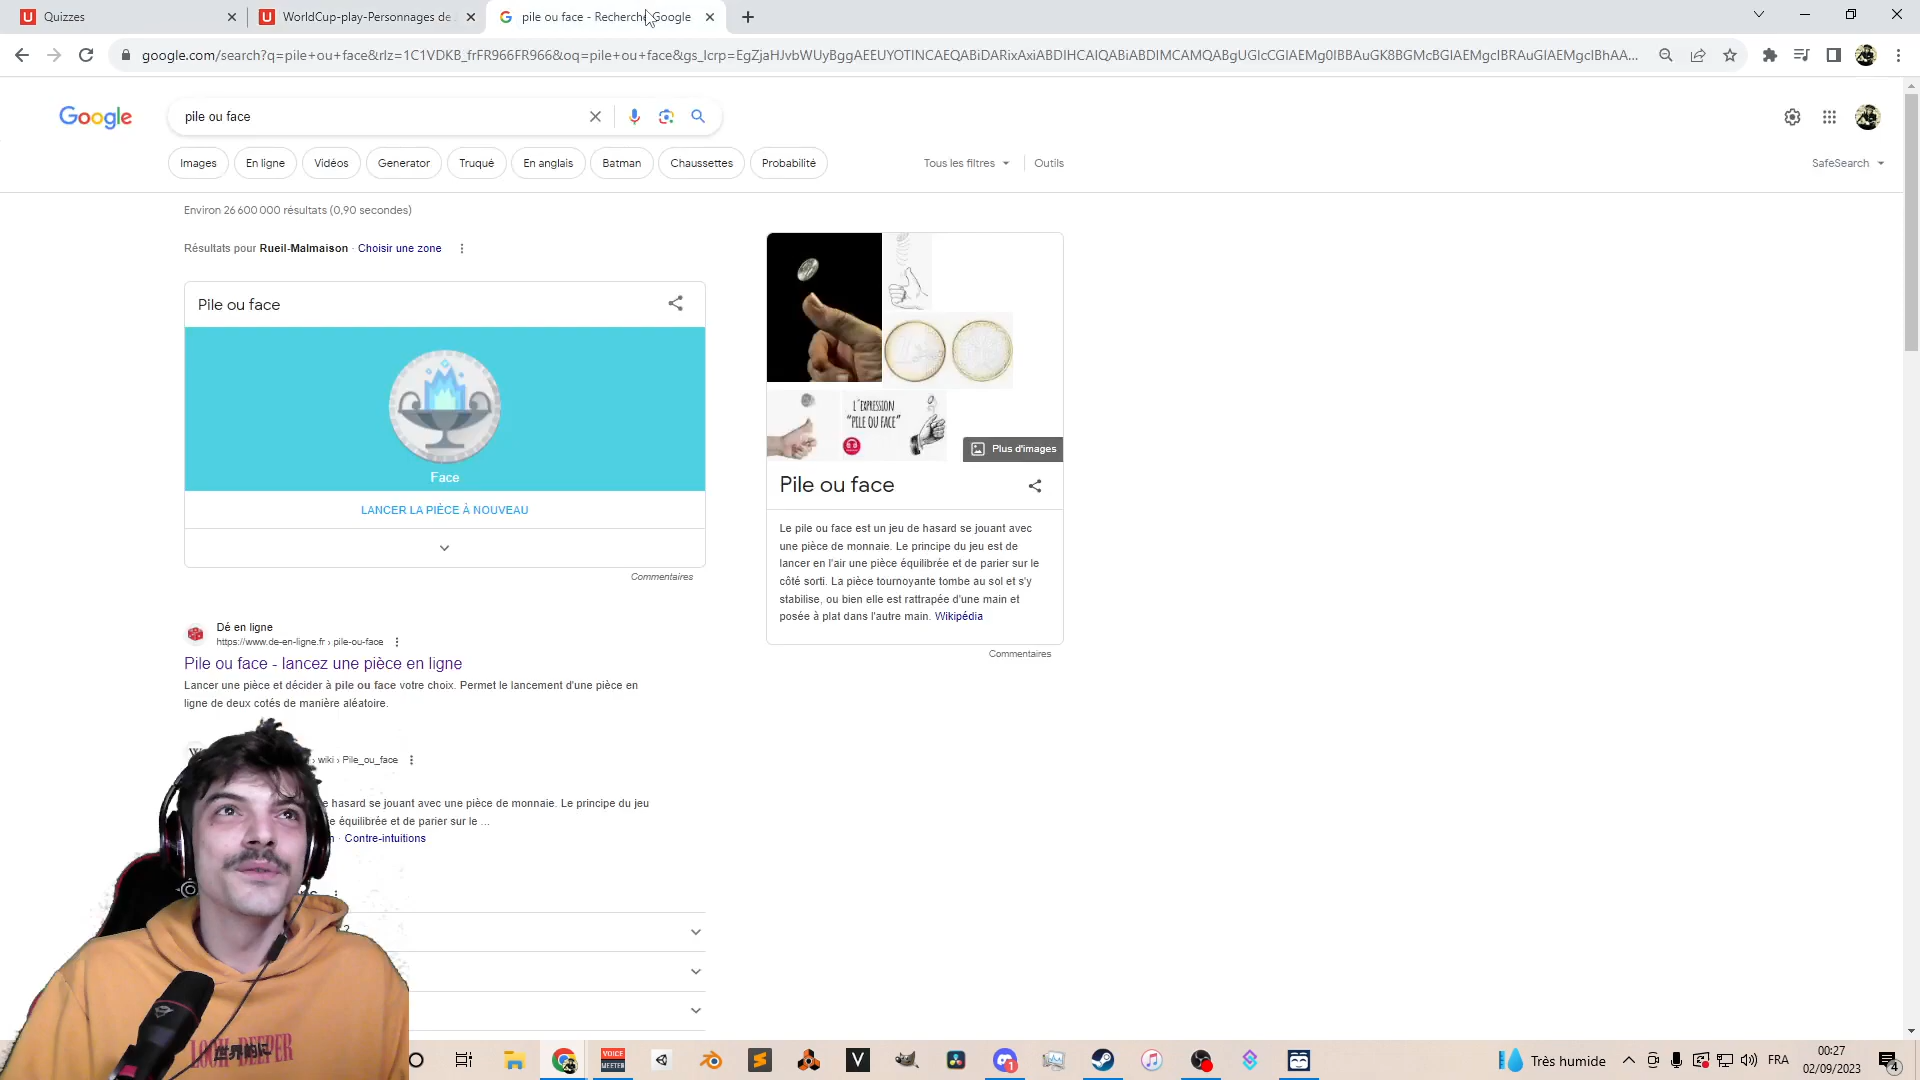 Quizzes
WorldCup-play-Personnages de
pile ou face - Recherche Google
google.com/search?q=pile+ou+face&rlz=1C1VDKB_frFR966FR966&oq=pile+ou+face&gs_lcrp=EgZjaHJvbWUyBggAEEUYOTINCAEQABiDARixAxiABDIHCAIQABiABDIMCAMQABgUGIcCGIAEMg0IBBAuGK8BGMcBGIAEMgcIBRAuGIAEMgcIBhAA...
Google
pile ou face
Images
En ligne
Vidéos
Generator
Truqué
En anglais
Batman
Chaussettes
Probabilité
Tous les filtres
Outils
SafeSearch
Environ 26 600 000 résultats (0,90 secondes)
Résultats pour Rueil-Malmaison · Choisir une zone
Pile ou face
Face
LANCER LA PIÈCE À NOUVEAU
Commentaires
Dé en ligne
https://www.de-en-ligne.fr › pile-ou-face
Pile ou face - lancez une pièce en ligne
Lancer une pièce et décider à pile ou face votre choix. Permet le lancement d'une pièce en
ligne de deux cotés de manière aléatoire.
› wiki › Pile_ou_face
hasard se jouant avec une pièce de monnaie. Le principe du jeu
équilibrée et de parier sur le ...
· Contre-intuitions
?
L'EXPRESSION
"PILE OU FACE"
Plus d'images
Pile ou face
Le pile ou face est un jeu de hasard se jouant avec
une pièce de monnaie. Le principe du jeu est de
lancer en l'air une pièce équilibrée et de parier sur le
côté sorti. La pièce tournoyante tombe au sol et s'y
stabilise, ou bien elle est rattrapée d'une main et
posée à plat dans l'autre main. Wikipédia
Commentaires
LOOK DEEPER
世界的に
VOICE
MEETER
Très humide
FRA
00:27
02/09/2023
4